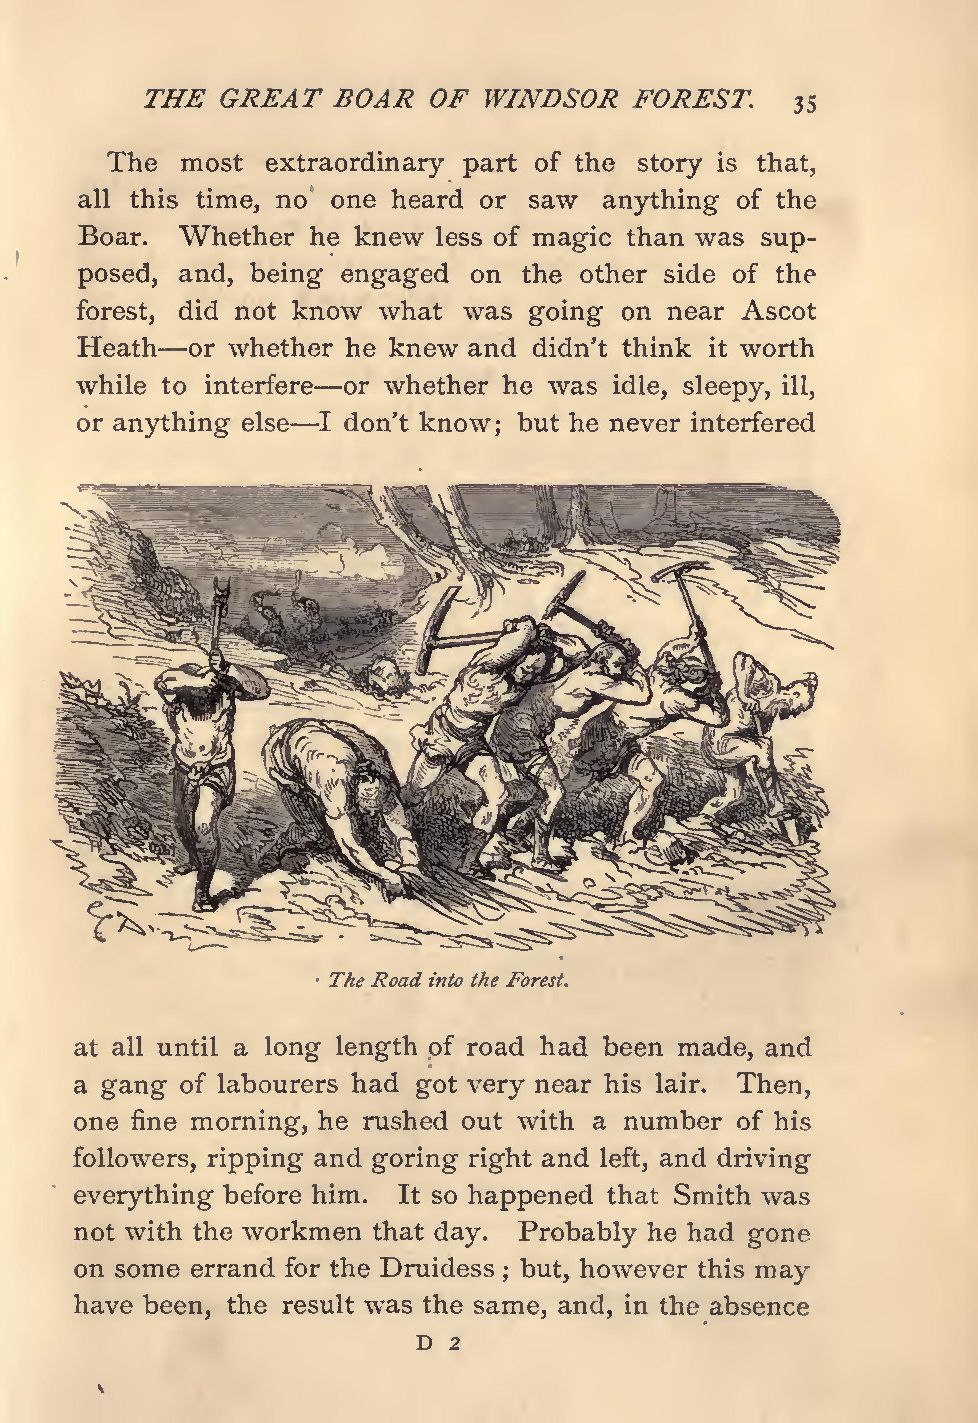 THE GREAT BOAR OF WINDSOR FOREST. 35
The most extraordinary part of the story is that,
all this time, no one heard or saw anything of the
Boar. Whether he knew less of magic than was sup-
posed, and, being engaged on the other side of the
forest, did not know what was going on near Ascot
Heath—or whether he knew and didn't think it worth
while to interfere—or whether he was idle, sleepy, ill,
or anything else—I don't know; but he never interfered
The Road into the Forest.
at all until a long length of road had been made, and
a gang of labourers had got very near his lair. Then,
one fine morning, he rushed out with a number of his
followers, ripping and goring right and left, and driving
everything before him. It so happened that Smith was
not with the workmen that day. Probably he had gone
on some errand for the Druidess ; but, however this may
have been, the result was the same, and, in the absence
D 2